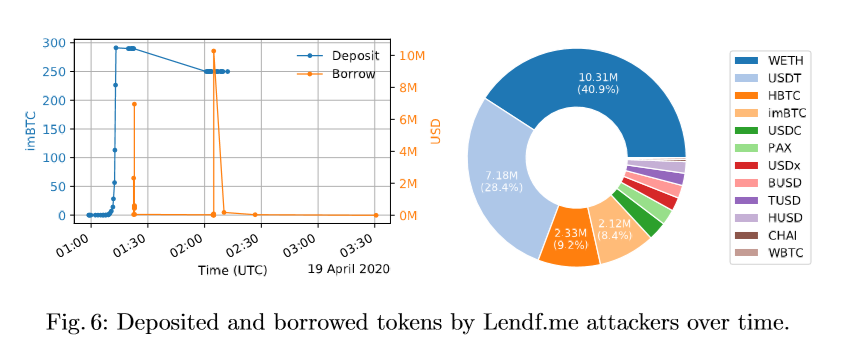 300
250
200
150
100
50
0
imBTC
Deposit
Borrow
10M
8M
6M
4M
2M
0M
USD
01:00
01:30
02:00
02:30
03:00
03:30
Time (UTC)
19 April 2020
10.31M
(40.9%)
7.18M
(28.4%)
2.33M
(9.2%)
2.12M
(8.4%)
WETH
USDT
HBTC
imBTC
USDC
PAX
USDx
BUSD
TUSD
HUSD
CHAI
WBTC
Fig. 6: Deposited and borrowed tokens by Lendf.me attackers over time.